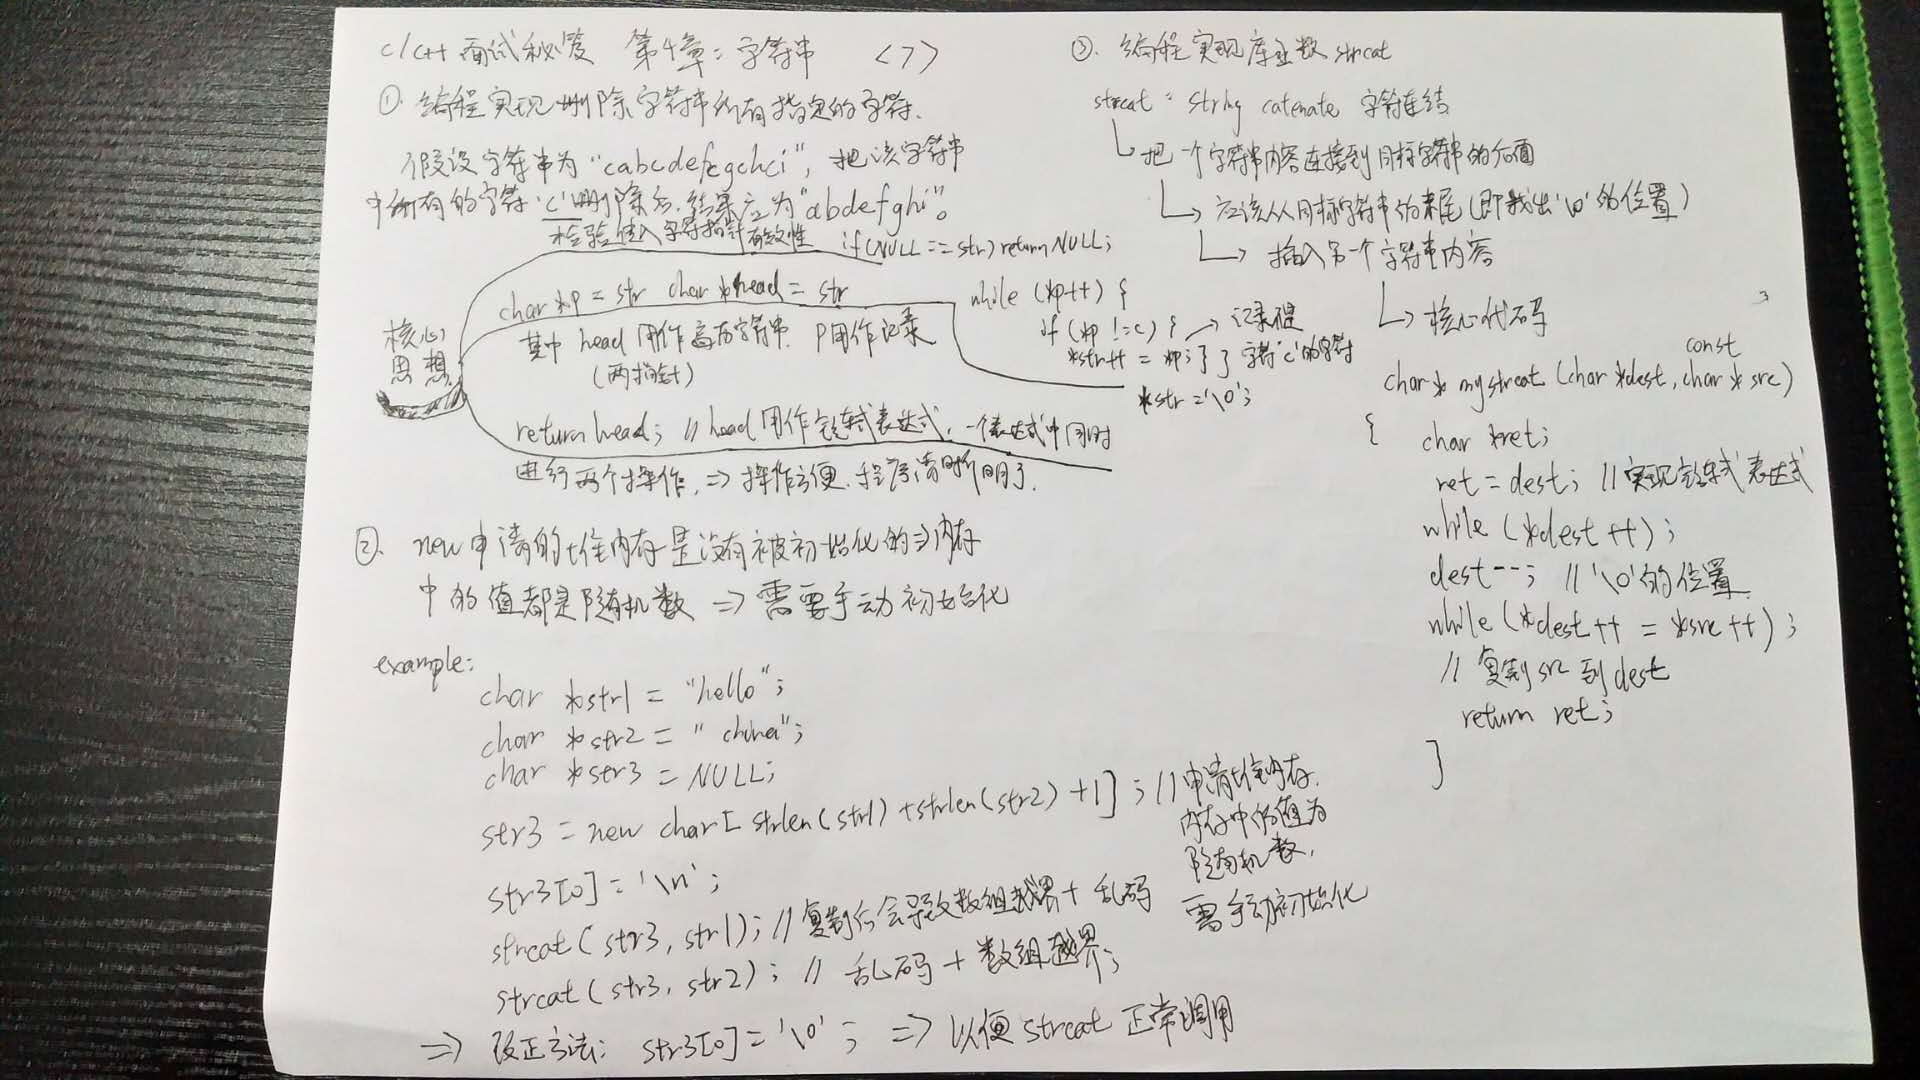 C/C++ 面试秘笈 第4章：字符串 <7>
①. 编程实现删除字符串所有指定的字符.
假设字符串为“cabcdefcgchci”, 把该字符串
中所有的字符‘c’删除后, 结果应为“abdefghi”。
检验传入字符指针有效性 if(NULL == str) return NULL;
核心
思想
char *p = str char *head = str
其中 head 用作高历字符串. p用作记录
(两指针)
while (*p++) {
if (*p != c) { → 记录非
*str++ = *p; } } 字符'c'的字符
*str = '\0';
return head; // head 用作链式表达式, 一个表达式中同时
进行两个操作, ⇒ 操作方便. 程序清晰明了.
②. new 申请的堆内存是没有被初始化的⇒内存
中的值都是随机数 ⇒ 需要手动初始化
example:
char *str1 = "hello";
char *str2 = " china";
char *str3 = NULL;
str3 = new char[ strlen(str1) + strlen(str2) +1] ; // 申请堆内存.
内存中的值为
随机数,
需手动初始化
str3[0] = '\n' ;
strcat( str3, str1); // 复制后会导致数组越界 + 乱码
strcat( str3, str2) ; // 乱码 + 数组越界;
⇒ 改正方法: str3[0] = '\0' ; ⇒ 以便 strcat 正常调用
③. 编程实现库函数 strcat
strcat : string catenate 字符连结
↳ 把一个字符串内容连接到目标字符串的后面
↳ 应该从目标字符串的末尾 (即找出'\0'的位置)
↳ 插入另一个字符串内容
↳ 核心代码
const
char* mystrcat (char *dest, char * src)
{
char *ret;
ret = dest; // 实现链式表达式
while (*dest ++) ;
dest--; // '\0'的位置
while (*dest++ = *src ++) ;
// 复制 src 到 dest
return ret;
}